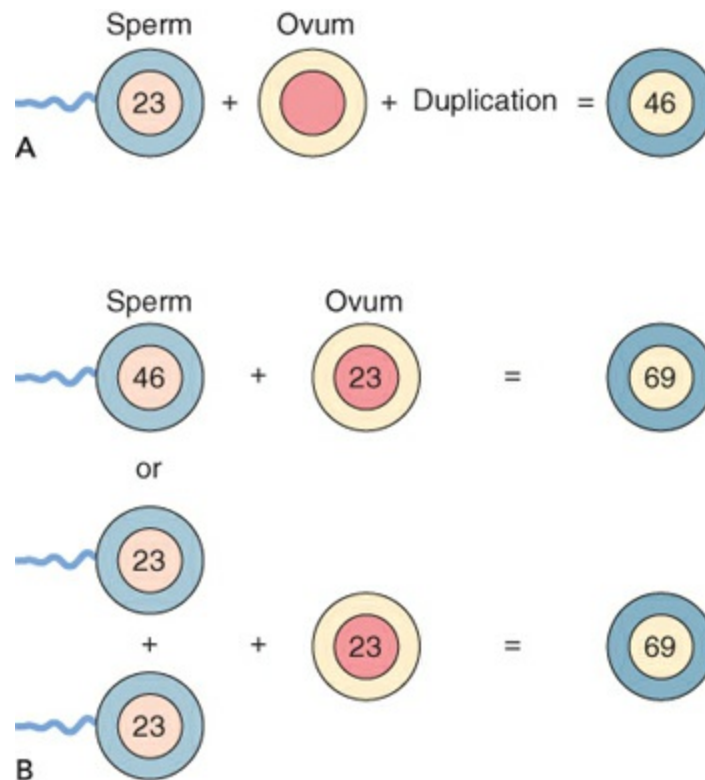 Sperm Ovum
23 + + Duplication = 46
A
Sperm Ovum
46 + 23 = 69
or
23
+ + 23 = 69
23
B